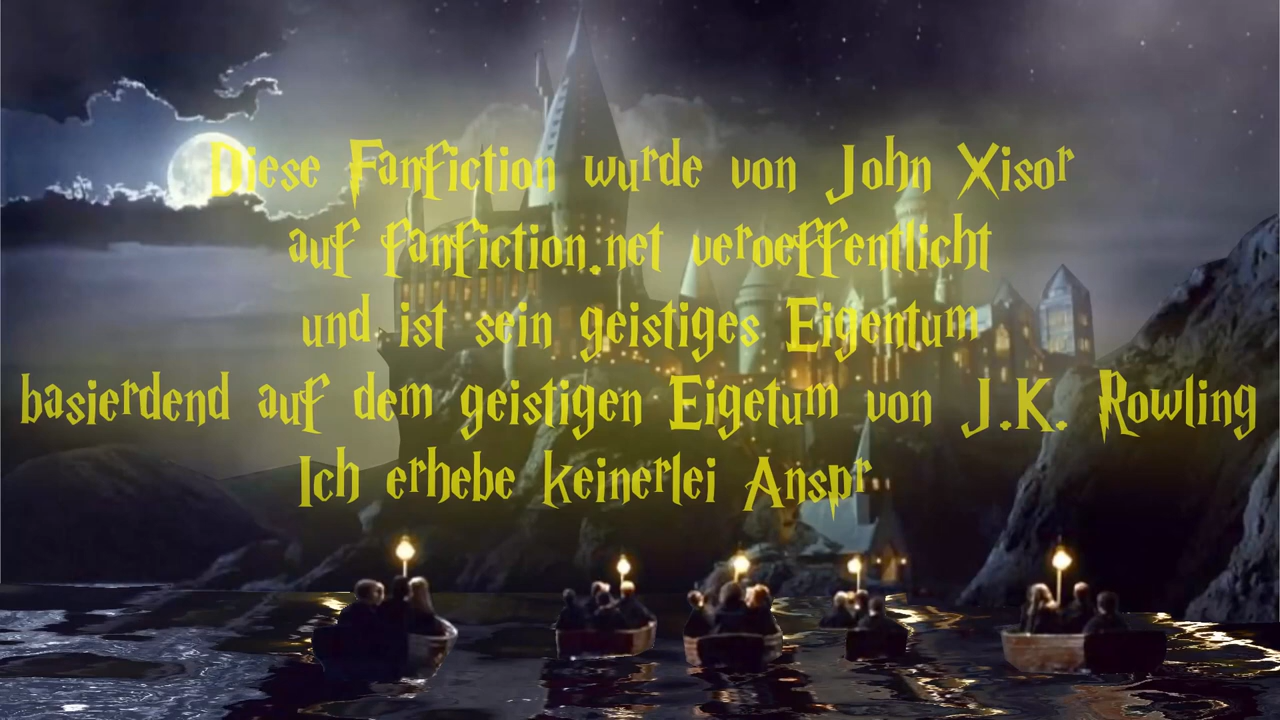 Diese Fanfiction wurde von John Xisor
auf fanfiction.net veroeffentlicht
und ist sein geistiges Eigentum
basierdend auf dem geistigen Eigetum von J.K. Rowling
Ich erhebe keinerlei Anspr